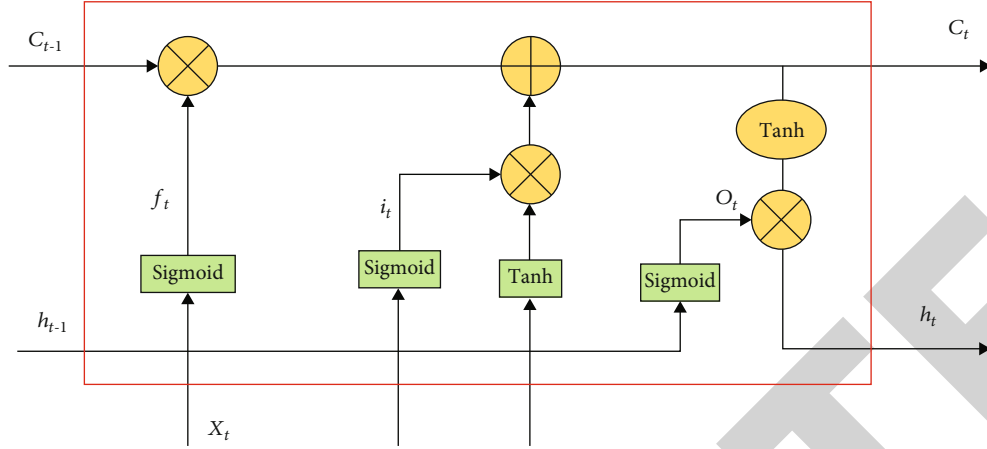 C_{t-1}
C_t
Tanh
f_t
i_t
O_t
Sigmoid
Sigmoid
Tanh
Sigmoid
h_{t-1}
h_t
X_t